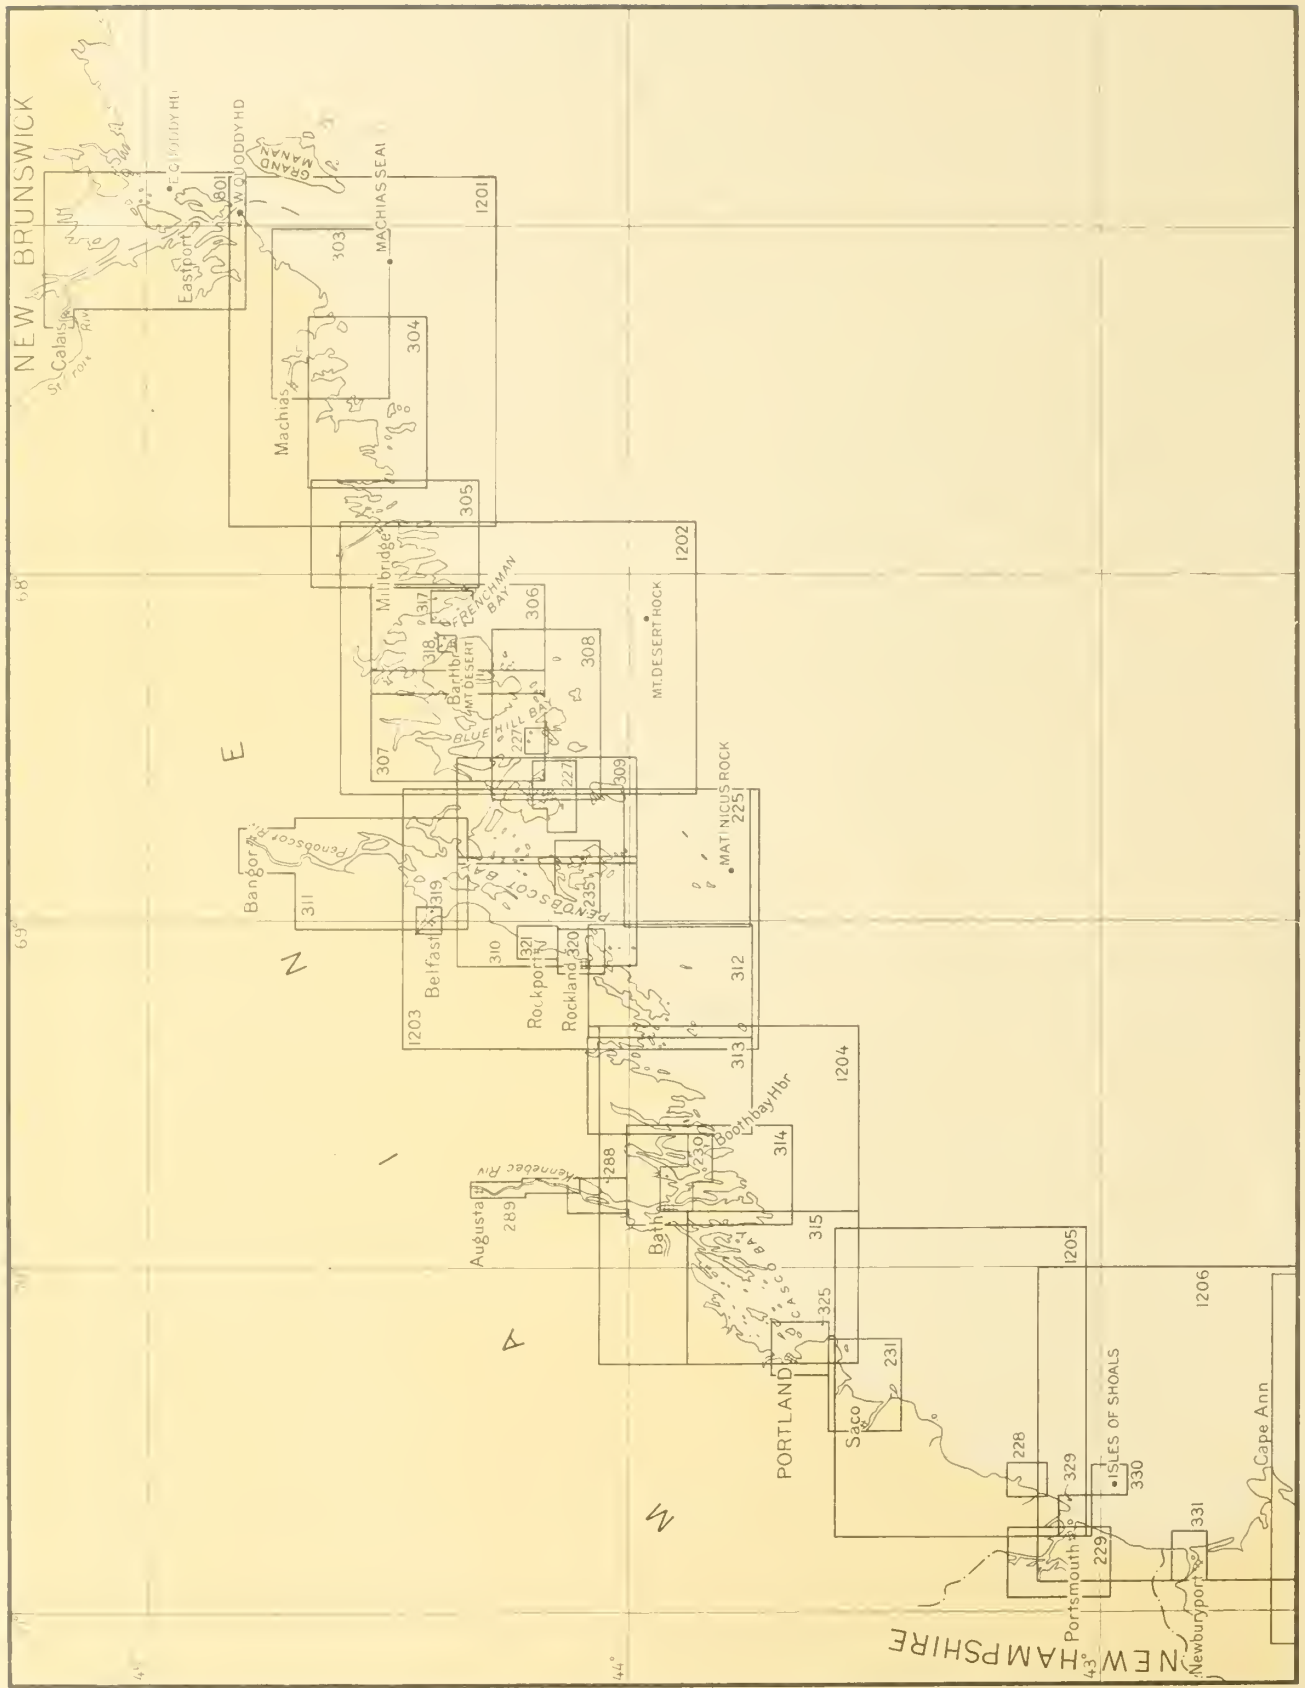 NEW BRUNSWICK
Calais
St
River
Eastport
801
W QUODDY HD
GRAND
MANAN
303
MACHIAS SEAL
1201
304
Machias
305
68°
Millbridge
1202
317
FRENCHMAN
BAY
306
318
Bar Hbr
MT DESERT
308
MT. DESERT ROCK
307
BLUE HILL BAY
227
227
309
MATINICUS ROCK
225
M A I N E
Bangor
Penobscot Riv
311
69°
Belfast
319
PENOBSCOT BAY
235
310
321
Rockport
Rockland
320
312
1203
313
1204
Boothbay Hbr
Kennebec Riv
288
230
314
Augusta
289
Bath
315
CASCO BAY
325
1205
1206
PORTLAND
231
Saco
228
329
ISLES OF SHOALS
330
Cape Ann
Portsmouth
229
331
Newburyport
NEW HAMPSHIRE
44°
43°